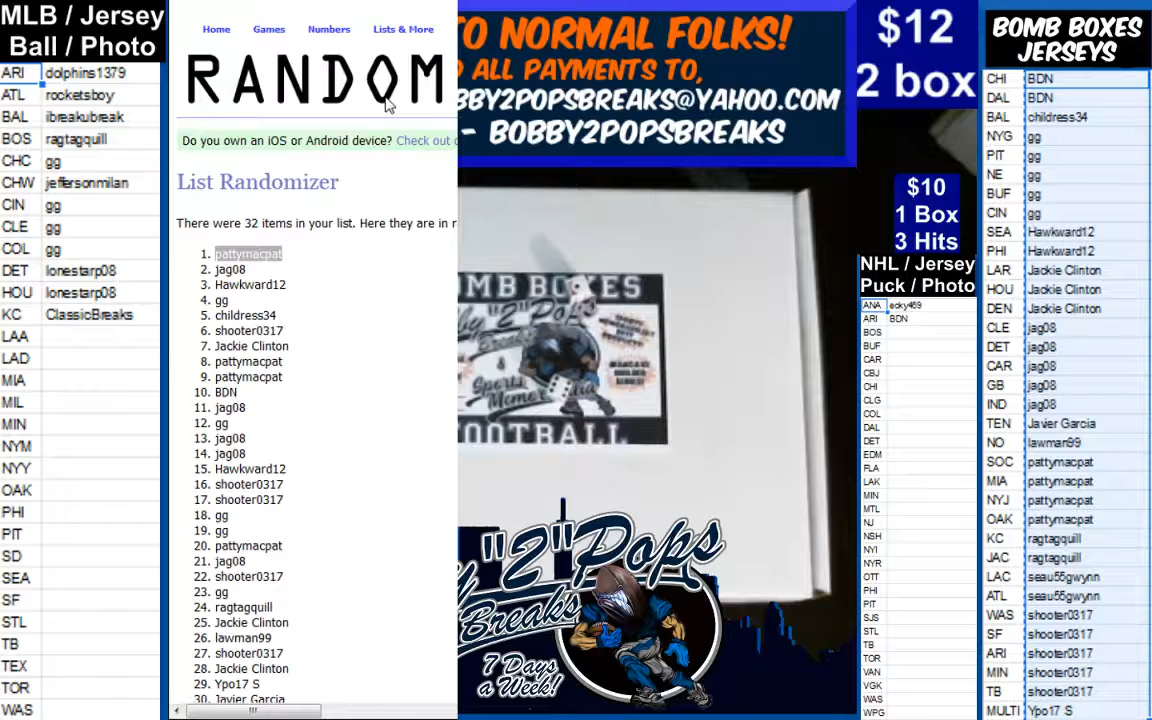 MLB / Jersey
Ball / Photo
ARI dolphins1379
ATL rocketsboy
BAL ibreakubreak
BOS ragtagquill
CHC gg
CHW jeffersonmilan
CIN gg
CLE gg
COL gg
DET lonestarp08
HOU lonestarp08
KC ClassicBreaks
LAA
LAD
MIA
MIL
MIN
NYM
NYY
OAK
PHI
PIT
SD
SEA
SF
STL
TB
TEX
TOR
WAS
Home Games Numbers Lists & More
RANDOM
Do you own an iOS or Android device? Check out
List Randomizer
There were 32 items in your list. Here they are in r
1. pattymacpat
2. jag08
3. Hawkward12
4. gg
5. childress34
6. shooter0317
7. Jackie Clinton
8. pattymacpat
9. pattymacpat
10. BDN
11. jag08
12. gg
13. jag08
14. jag08
15. Hawkward12
16. shooter0317
17. shooter0317
18. gg
19. gg
20. pattymacpat
21. jag08
22. shooter0317
23. gg
24. ragtagquill
25. Jackie Clinton
26. lawman99
27. shooter0317
28. Jackie Clinton
29. Ypo17 S
30. Javier Garcia
TO NORMAL FOLKS!
ALL PAYMENTS TO,
BBY2POPSBREAKS@YAHOO.COM
- BOBBY2POPSBREAKS
MB BOXES
"2" Pops
Breaks
&
Sports
FOOTBALL
"2" Pops
Breaks
7 Days
a Week!
$12
2 box
$10
1 Box
3 Hits
NHL / Jersey
Puck / Photo
ANA ecky469
ARI BDN
BOS
BUF
CAR
CBJ
CHI
CLG
COL
DAL
DET
EDM
FLA
LAK
MIN
MTL
NJ
NSH
NYI
NYR
OTT
PHI
PIT
SJS
STL
TB
TOR
VAN
VGK
WAS
WPG
BOMB BOXES
JERSEYS
CHI BDN
DAL BDN
BAL childress34
NYG gg
PIT gg
NE gg
BUF gg
CIN gg
SEA Hawkward12
PHI Hawkward12
LAR Jackie Clinton
HOU Jackie Clinton
DEN Jackie Clinton
CLE jag08
DET jag08
CAR jag08
GB jag08
IND jag08
TEN Javier Garcia
NO lawman99
SOC pattymacpat
MIA pattymacpat
NYJ pattymacpat
OAK pattymacpat
KC ragtagquill
JAC ragtagquill
LAC seau55gwynn
ATL seau55gwynn
WAS shooter0317
SF shooter0317
ARI shooter0317
MIN shooter0317
TB shooter0317
MULTI Ypo17 S